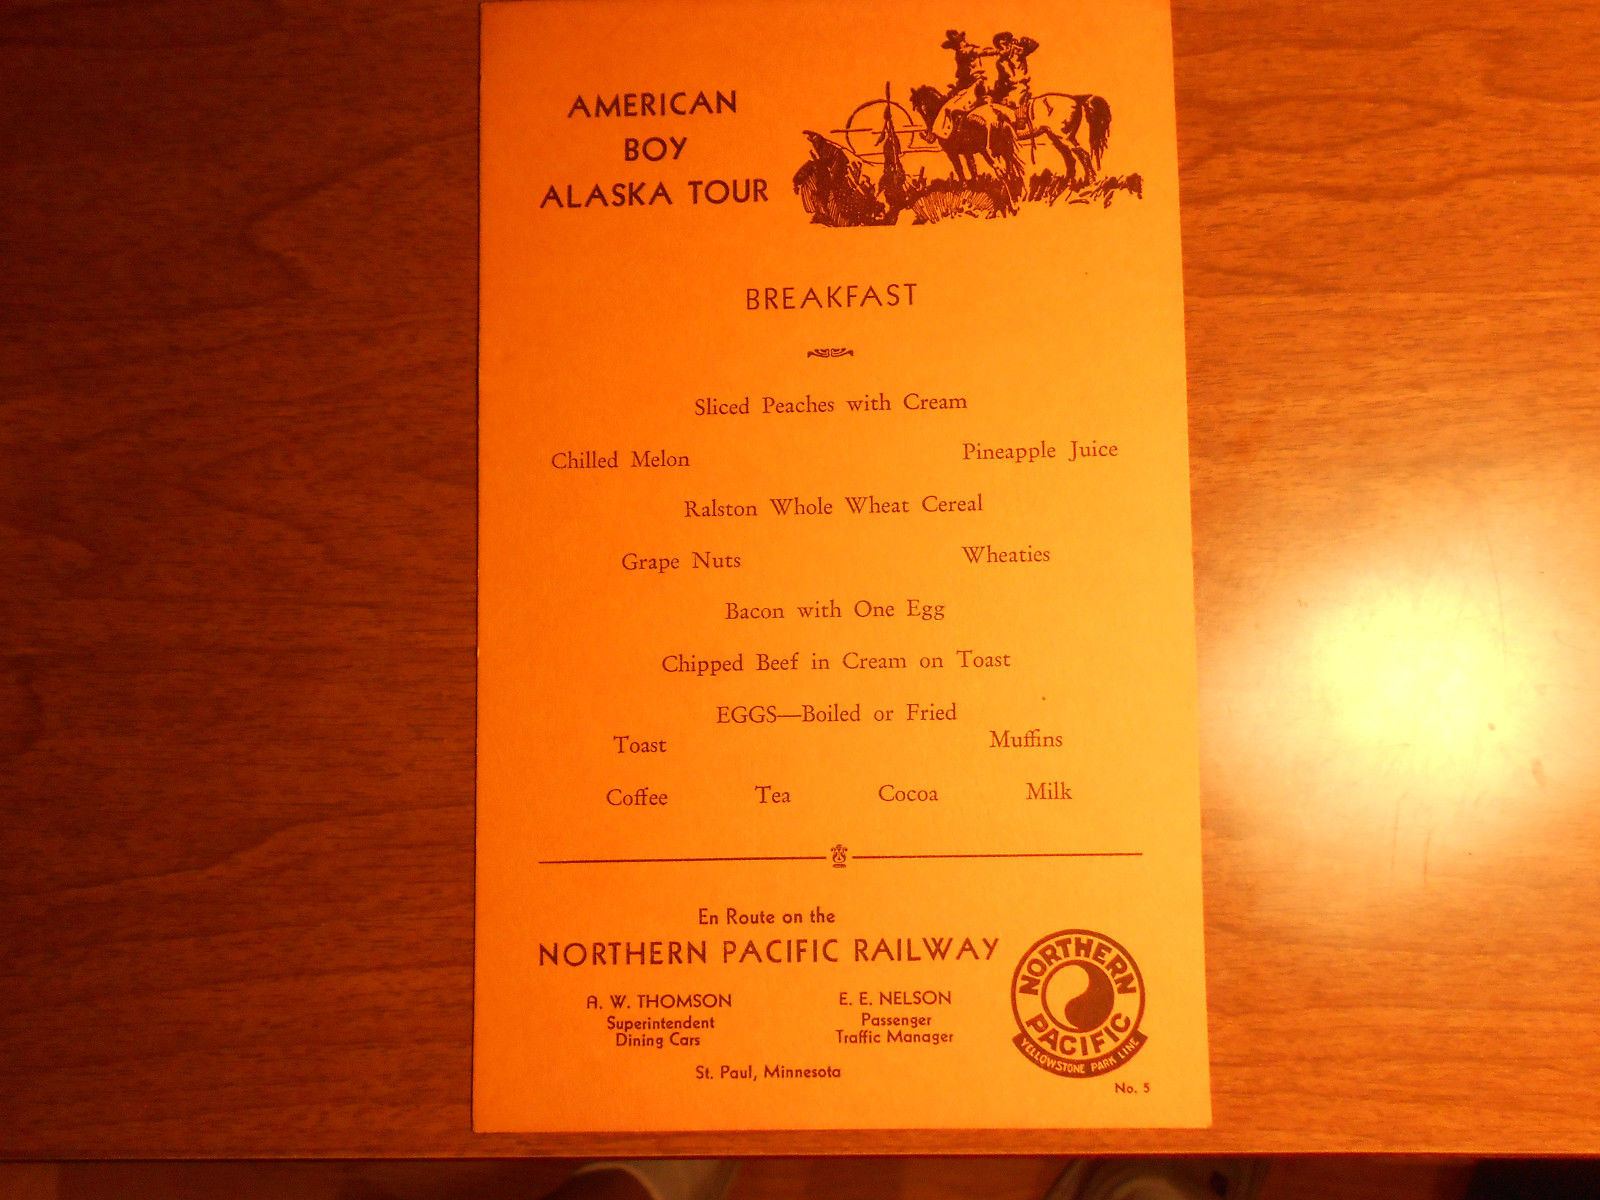 AMERICAN
BOY
ALASKA TOUR
BREAKFAST
Sliced Peaches with Cream
Chilled Melon Pineapple Juice
Ralston Whole Wheat Cereal
Grape Nuts Wheaties
Bacon with One Egg
Chipped Beef in Cream on Toast
EGGS—Boiled or Fried
Toast Muffins
Coffee Tea Cocoa Milk
En Route on the
NORTHERN PACIFIC RAILWAY
A. W. THOMSON
Superintendent
Dining Cars
E. E. NELSON
Passenger
Traffic Manager
St. Paul, Minnesota
NORTHERN
PACIFIC
YELLOWSTONE PARK LINE
No. 5